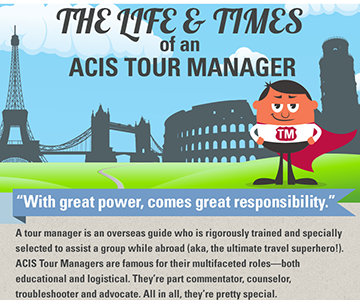 THE LIFE & TIMES
of an
ACIS TOUR MANAGER
TM
“With great power, comes great responsibility.”
A tour manager is an overseas guide who is rigorously trained and specially
selected to assist a group while abroad (aka, the ultimate travel superhero!).
ACIS Tour Managers are famous for their multifaceted roles—both
educational and logistical. They’re part commentator, counselor,
troubleshooter and advocate. All in all, they’re pretty special.